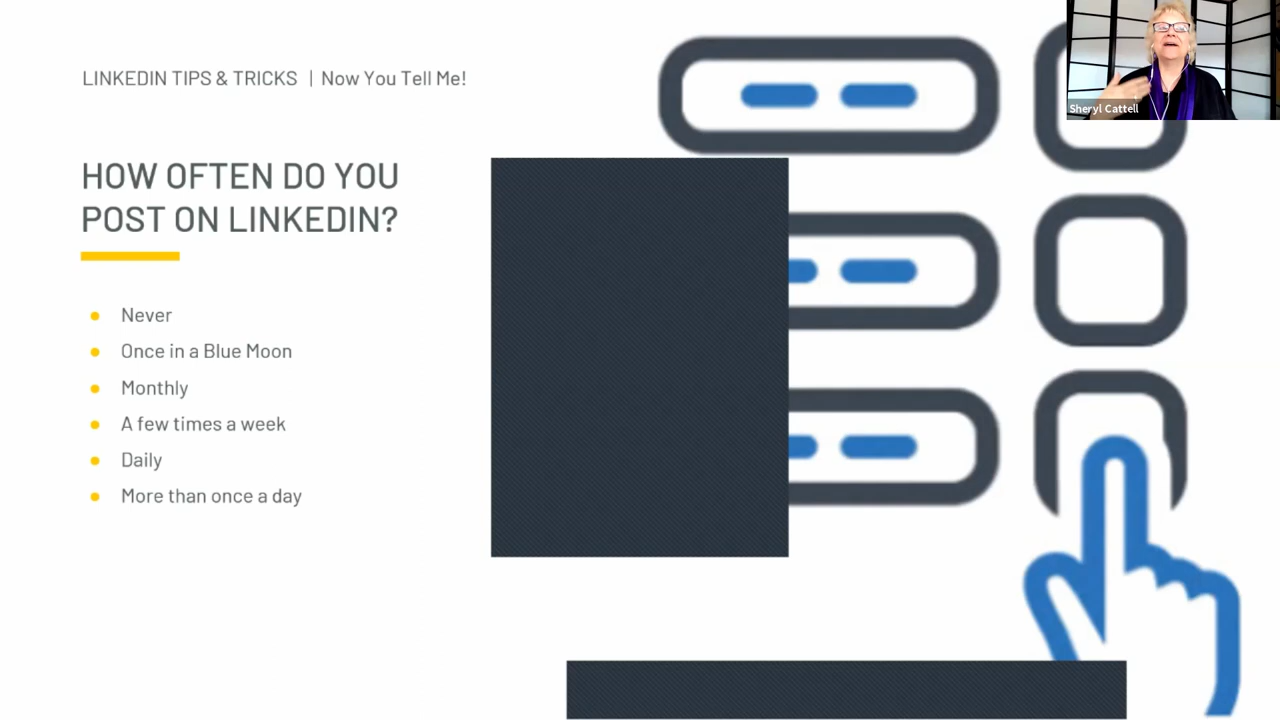 LINKEDIN TIPS & TRICKS | Now You Tell Me!
Sheryl Cattell
HOW OFTEN DO YOU
POST ON LINKEDIN?
Never
Once in a Blue Moon
Monthly
A few times a week
Daily
More than once a day